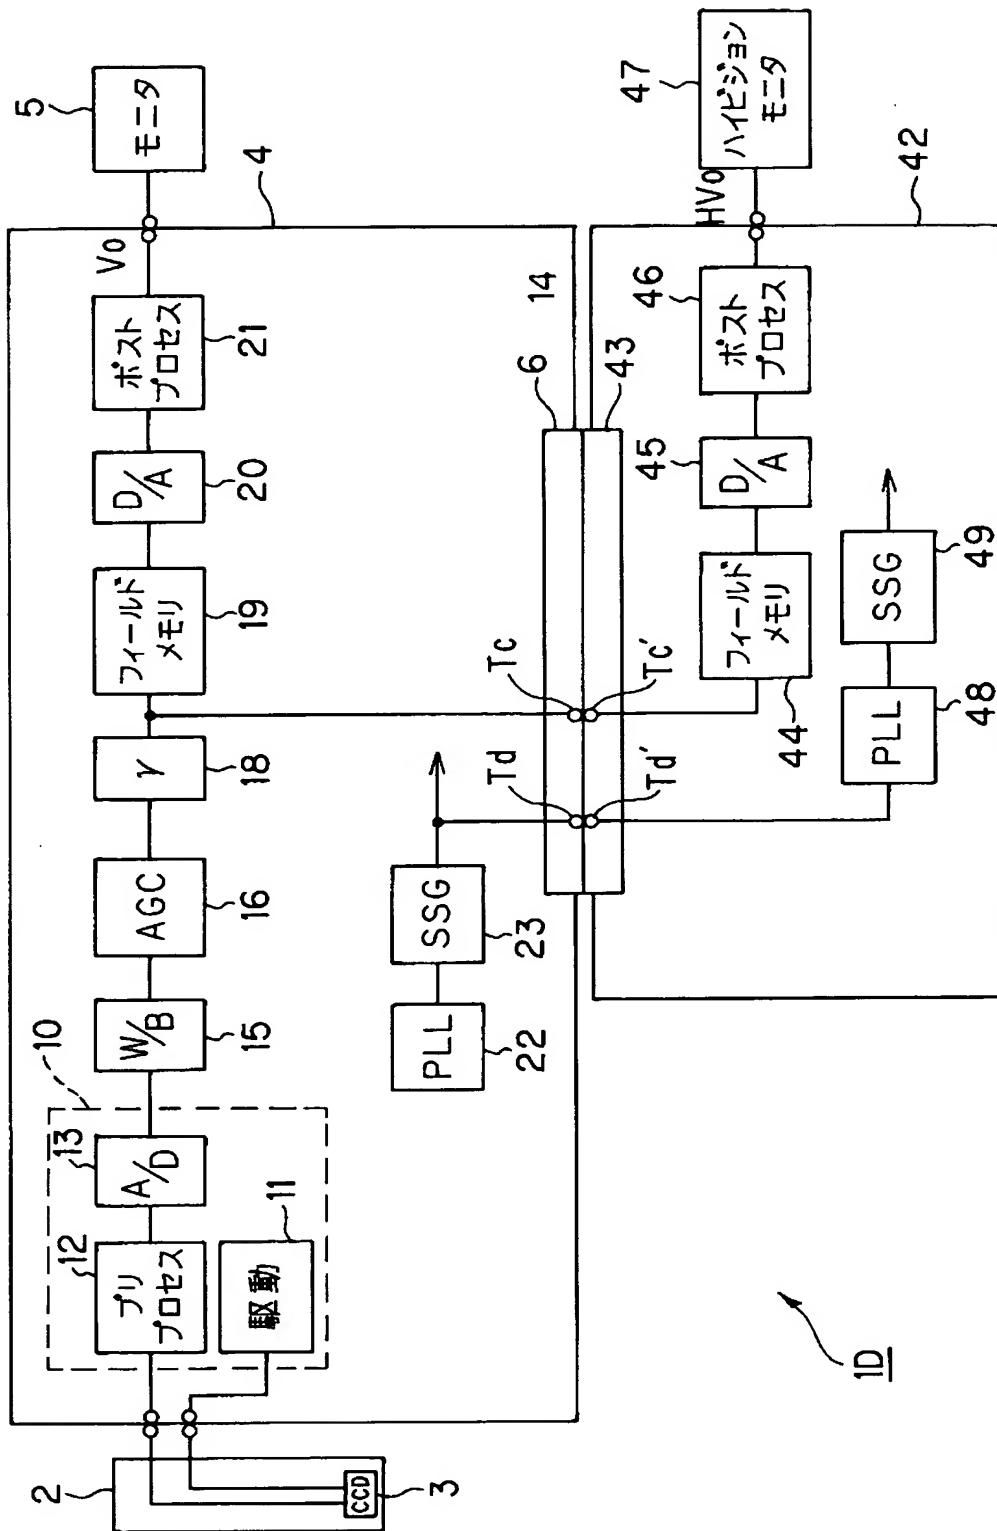 2
CCD
3
10
12
プリ
プロセス
13
A/D
駆動
11
W/B
15
AGC
16
γ
18
フィールド
メモリ
19
D/A
20
ポスト
プロセス
21
Vo
4
モニタ
5
PLL
22
SSG
23
Td
Tc
6
14
Td′
Tc′
43
フィールド
メモリ
44
D/A
45
ポスト
プロセス
46
HVo
42
ハイビジョン
モニタ
47
PLL
48
SSG
49
1D